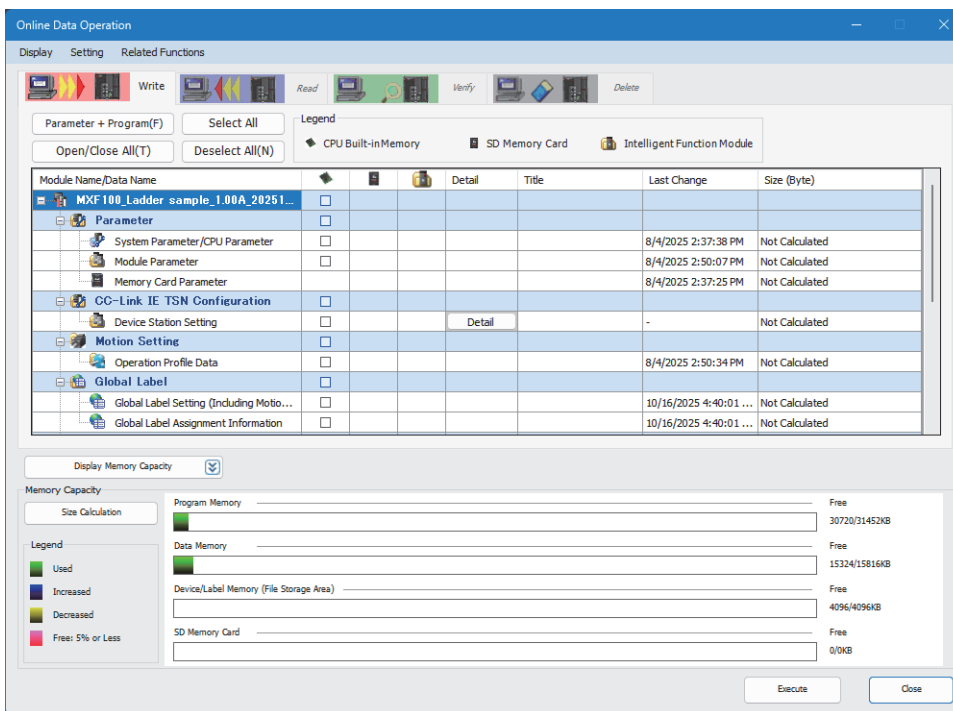 Online Data Operation
Display Setting Related Functions
Write Read Verify Delete
Parameter + Program(F) Select All Legend
Open/Close All(T) Deselect All(N) CPU Built-in Memory SD Memory Card Intelligent Function Module
Module Name/Data Name Detail Title Last Change Size (Byte)
MXF100_Ladder sample_1.00A_20251...
Parameter
System Parameter/CPU Parameter 8/4/2025 2:37:38 PM Not Calculated
Module Parameter 8/4/2025 2:50:07 PM Not Calculated
Memory Card Parameter 8/4/2025 2:37:25 PM Not Calculated
CC-Link IE TSN Configuration
Device Station Setting Detail - Not Calculated
Motion Setting
Operation Profile Data 8/4/2025 2:50:34 PM Not Calculated
Global Label
Global Label Setting (Including Motio... 10/16/2025 4:40:01 ... Not Calculated
Global Label Assignment Information 10/16/2025 4:40:01 ... Not Calculated
Display Memory Capacity
Memory Capacity
Size Calculation
Program Memory Free
30720/31452KB
Legend
Used
Increased
Decreased
Free: 5% or Less
Data Memory Free
15324/15816KB
Device/Label Memory (File Storage Area) Free
4096/4096KB
SD Memory Card Free
0/0KB
Execute Close